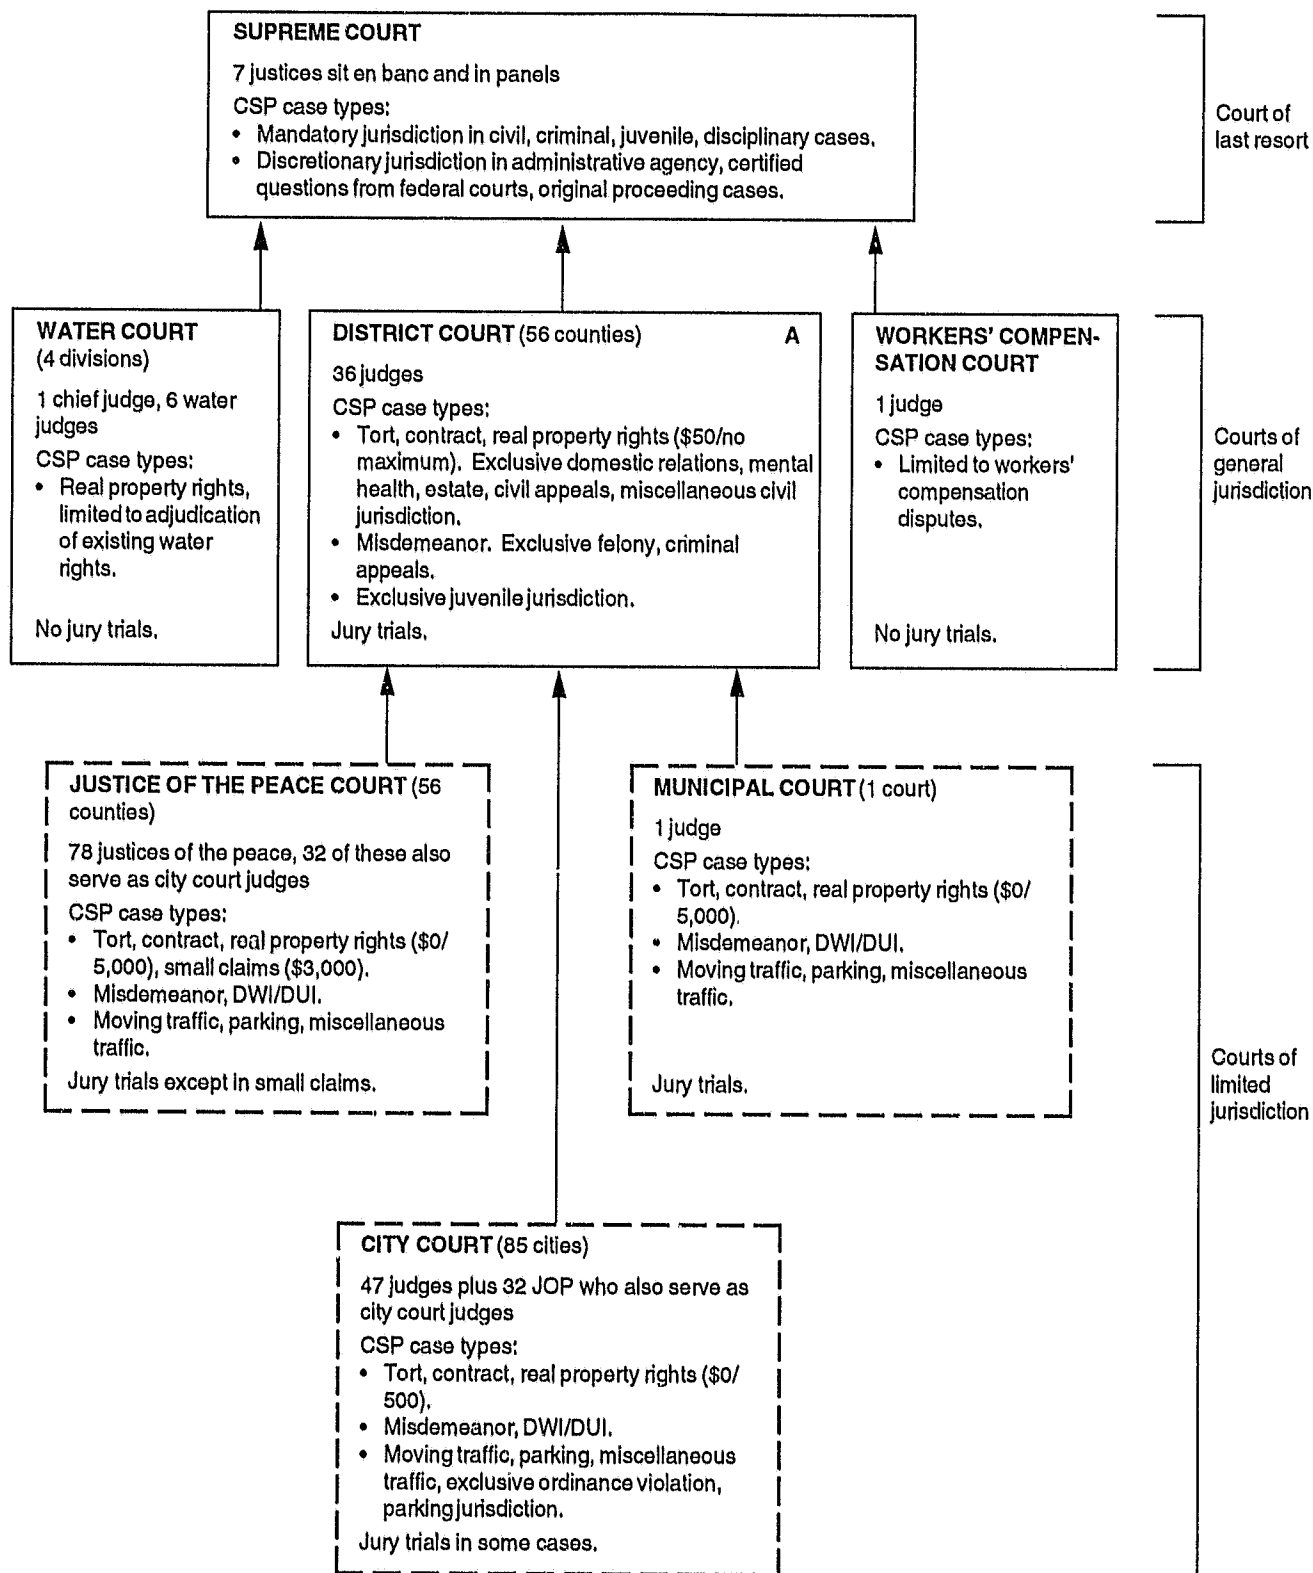 SUPREME COURT
7 justices sit en banc and in panels
CSP case types:
• Mandatory jurisdiction in civil, criminal, juvenile, disciplinary cases.
• Discretionary jurisdiction in administrative agency, certified
questions from federal courts, original proceeding cases.
Court of
last resort
WATER COURT
(4 divisions)
1 chief judge, 6 water
judges
CSP case types:
• Real property rights,
limited to adjudication
of existing water
rights.
No jury trials.
DISTRICT COURT (56 counties) A
36 judges
CSP case types:
• Tort, contract, real property rights ($50/no
maximum). Exclusive domestic relations, mental
health, estate, civil appeals, miscellaneous civil
jurisdiction.
• Misdemeanor. Exclusive felony, criminal
appeals.
• Exclusive juvenile jurisdiction.
Jury trials.
WORKERS' COMPEN-
SATION COURT
1 judge
CSP case types:
• Limited to workers'
compensation
disputes.
No jury trials.
Courts of
general
jurisdiction
JUSTICE OF THE PEACE COURT (56
counties)
78 justices of the peace, 32 of these also
serve as city court judges
CSP case types:
• Tort, contract, real property rights ($0/
5,000), small claims ($3,000).
• Misdemeanor, DWI/DUI.
• Moving traffic, parking, miscellaneous
traffic.
Jury trials except in small claims.
MUNICIPAL COURT (1 court)
1 judge
CSP case types:
• Tort, contract, real property rights ($0/
5,000).
• Misdemeanor, DWI/DUI.
• Moving traffic, parking, miscellaneous
traffic.
Jury trials.
Courts of
limited
jurisdiction
CITY COURT (85 cities)
47 judges plus 32 JOP who also serve as
city court judges
CSP case types:
• Tort, contract, real property rights ($0/
500).
• Misdemeanor, DWI/DUI.
• Moving traffic, parking, miscellaneous
traffic, exclusive ordinance violation,
parking jurisdiction.
Jury trials in some cases.